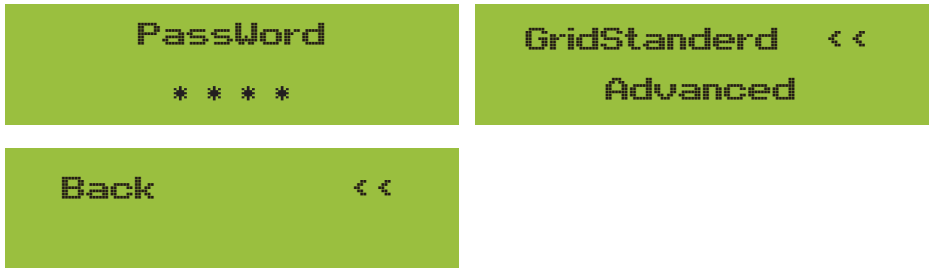 PassWord
* * * *
GridStanderd <<
Advanced
Back <<